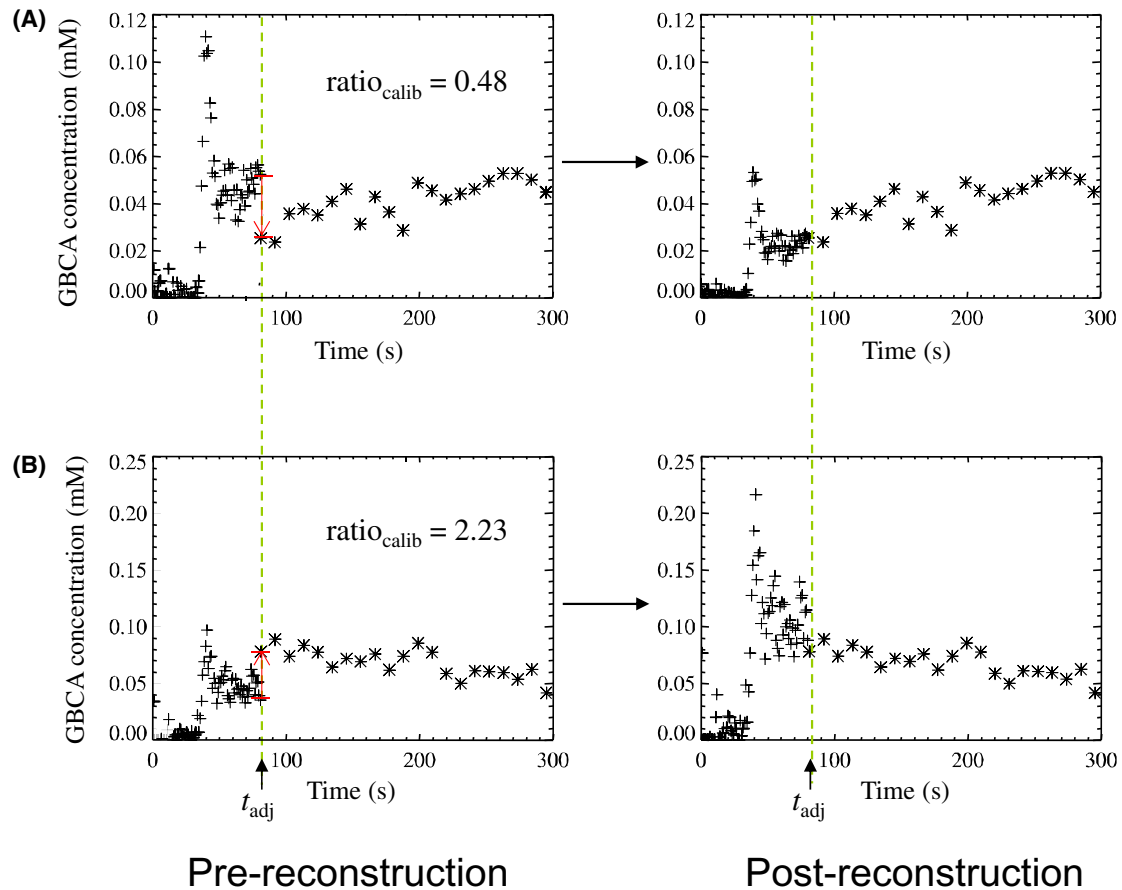 (A)
GBCA concentration (mM)
0.12
0.10
0.08
0.06
0.04
0.02
0.00
ratiocalib = 0.48
0 100 200 300
Time (s)
0.12
0.10
0.08
0.06
0.04
0.02
0.00
0 100 200 300
Time (s)
(B)
GBCA concentration (mM)
0.25
0.20
0.15
0.10
0.05
0.00
ratiocalib = 2.23
0 100 200 300
tadj
Time (s)
0.25
0.20
0.15
0.10
0.05
0.00
0 100 200 300
tadj
Time (s)
Pre-reconstruction
Post-reconstruction